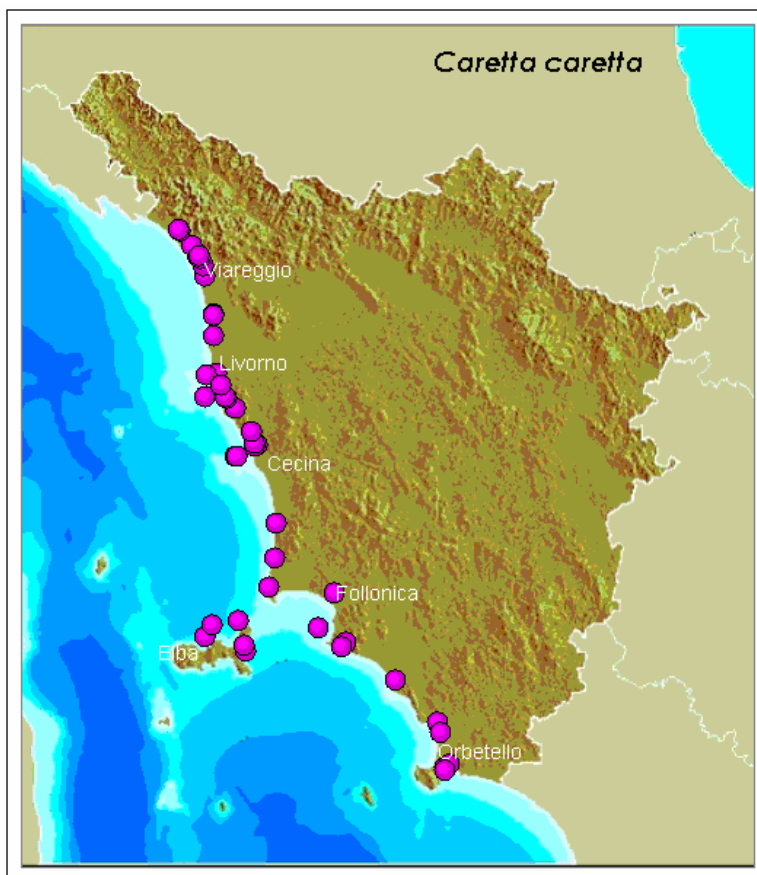 Caretta caretta
Viareggio
Livorno
Cecina
Follonica
Elba
Orbetello